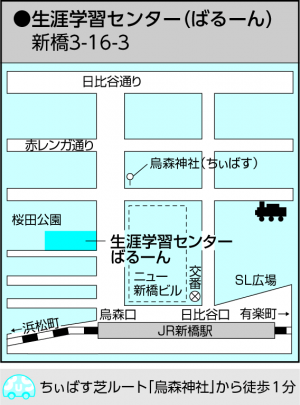 ●生涯学習センター(ばるーん)
新橋3-16-3
日比谷通り
赤レンガ通り
烏森神社(ちぃばす)
桜田公園
生涯学習センター
ばるーん
ニュー
新橋ビル
交番
SL広場
烏森口
日比谷口
有楽町
浜松町
JR新橋駅
ちぃばす芝ルート「烏森神社」から徒歩1分